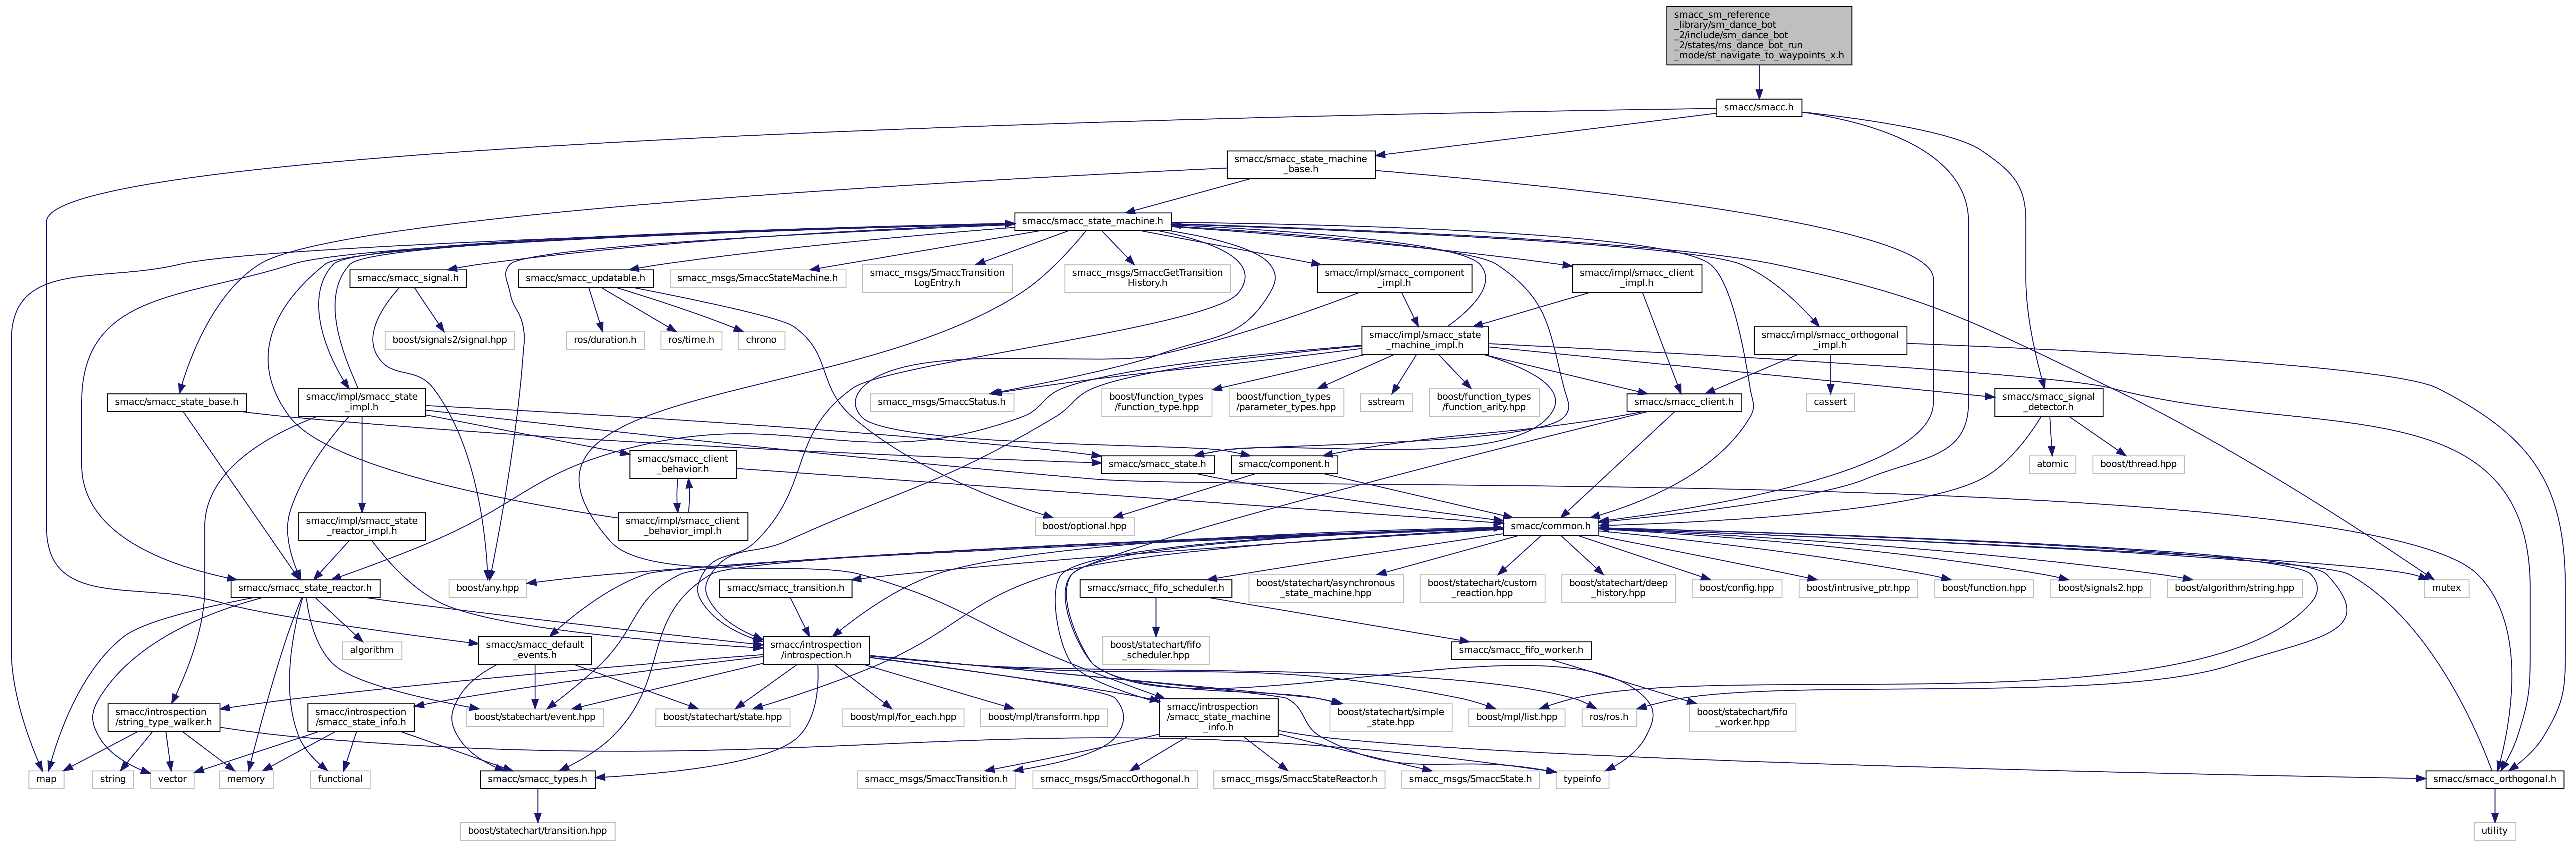 smacc_sm_reference
_library/sm_dance_bot
_2/include/sm_dance_bot
_2/states/ms_dance_bot_run
_mode/st_navigate_to_waypoints_x.h
smacc/smacc.h
smacc/smacc_state_machine
_base.h
smacc/smacc_state_machine.h
smacc/smacc_signal.h
smacc/smacc_updatable.h
smacc_msgs/SmaccStateMachine.h
smacc_msgs/SmaccTransition
LogEntry.h
smacc_msgs/SmaccGetTransition
History.h
smacc/impl/smacc_component
_impl.h
smacc/impl/smacc_client
_impl.h
boost/signals2/signal.hpp
ros/duration.h
ros/time.h
chrono
smacc/impl/smacc_state
_machine_impl.h
smacc/impl/smacc_orthogonal
_impl.h
smacc/smacc_state_base.h
smacc/impl/smacc_state
_impl.h
smacc_msgs/SmaccStatus.h
boost/function_types
/function_type.hpp
boost/function_types
/parameter_types.hpp
sstream
boost/function_types
/function_arity.hpp
smacc/smacc_client.h
cassert
smacc/smacc_signal
_detector.h
smacc/smacc_client
_behavior.h
smacc/smacc_state.h
smacc/component.h
atomic
boost/thread.hpp
smacc/impl/smacc_state
_reactor_impl.h
smacc/impl/smacc_client
_behavior_impl.h
boost/optional.hpp
smacc/common.h
smacc/smacc_state_reactor.h
boost/any.hpp
smacc/smacc_transition.h
smacc/smacc_fifo_scheduler.h
boost/statechart/asynchronous
_state_machine.hpp
boost/statechart/custom
_reaction.hpp
boost/statechart/deep
_history.hpp
boost/config.hpp
boost/intrusive_ptr.hpp
boost/function.hpp
boost/signals2.hpp
boost/algorithm/string.hpp
mutex
algorithm
smacc/smacc_default
_events.h
smacc/introspection
/introspection.h
boost/statechart/fifo
_scheduler.hpp
smacc/smacc_fifo_worker.h
smacc/introspection
/string_type_walker.h
smacc/introspection
/smacc_state_info.h
boost/statechart/event.hpp
boost/statechart/state.hpp
boost/mpl/for_each.hpp
boost/mpl/transform.hpp
smacc/introspection
/smacc_state_machine
_info.h
boost/statechart/simple
_state.hpp
boost/mpl/list.hpp
ros/ros.h
boost/statechart/fifo
_worker.hpp
map
string
vector
memory
functional
smacc/smacc_types.h
smacc_msgs/SmaccTransition.h
smacc_msgs/SmaccOrthogonal.h
smacc_msgs/SmaccStateReactor.h
smacc_msgs/SmaccState.h
typeinfo
smacc/smacc_orthogonal.h
boost/statechart/transition.hpp
utility